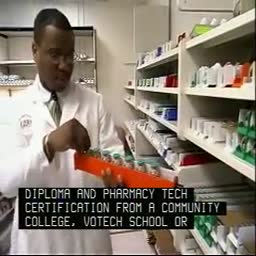 DIPLOMA AND PHARMACY TECH
CERTIFICATION FROM A COMMUNITY
COLLEGE, VOTECH SCHOOL OR